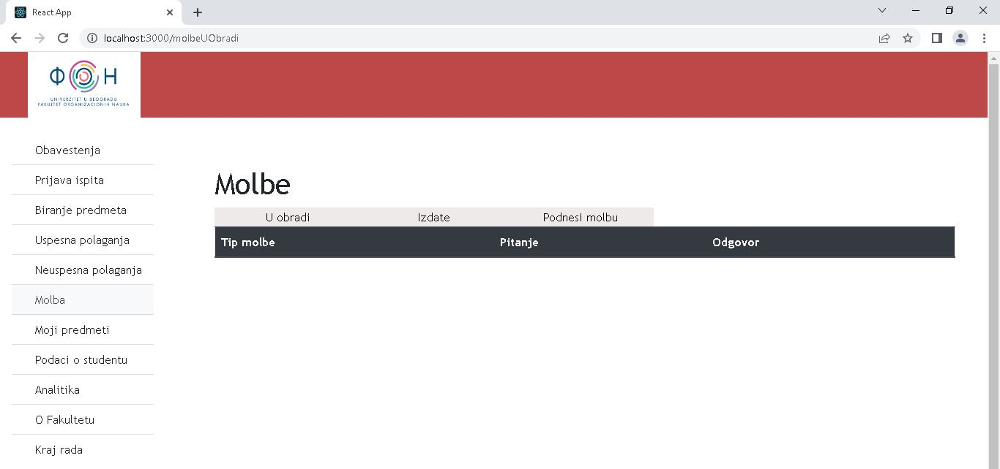 React App
localhost:3000/molbeUObradi
ФОН
UNIVERZITET U BEOGRADU
FAKULTET ORGANIZACIONIH NAUKA
Obavestenja
Prijava ispita
Biranje predmeta
Uspesna polaganja
Neuspesna polaganja
Molba
Moji predmeti
Podaci o studentu
Analitika
O Fakultetu
Kraj rada
Molbe
U obradi Izdate Podnesi molbu
Tip molbe Pitanje Odgovor